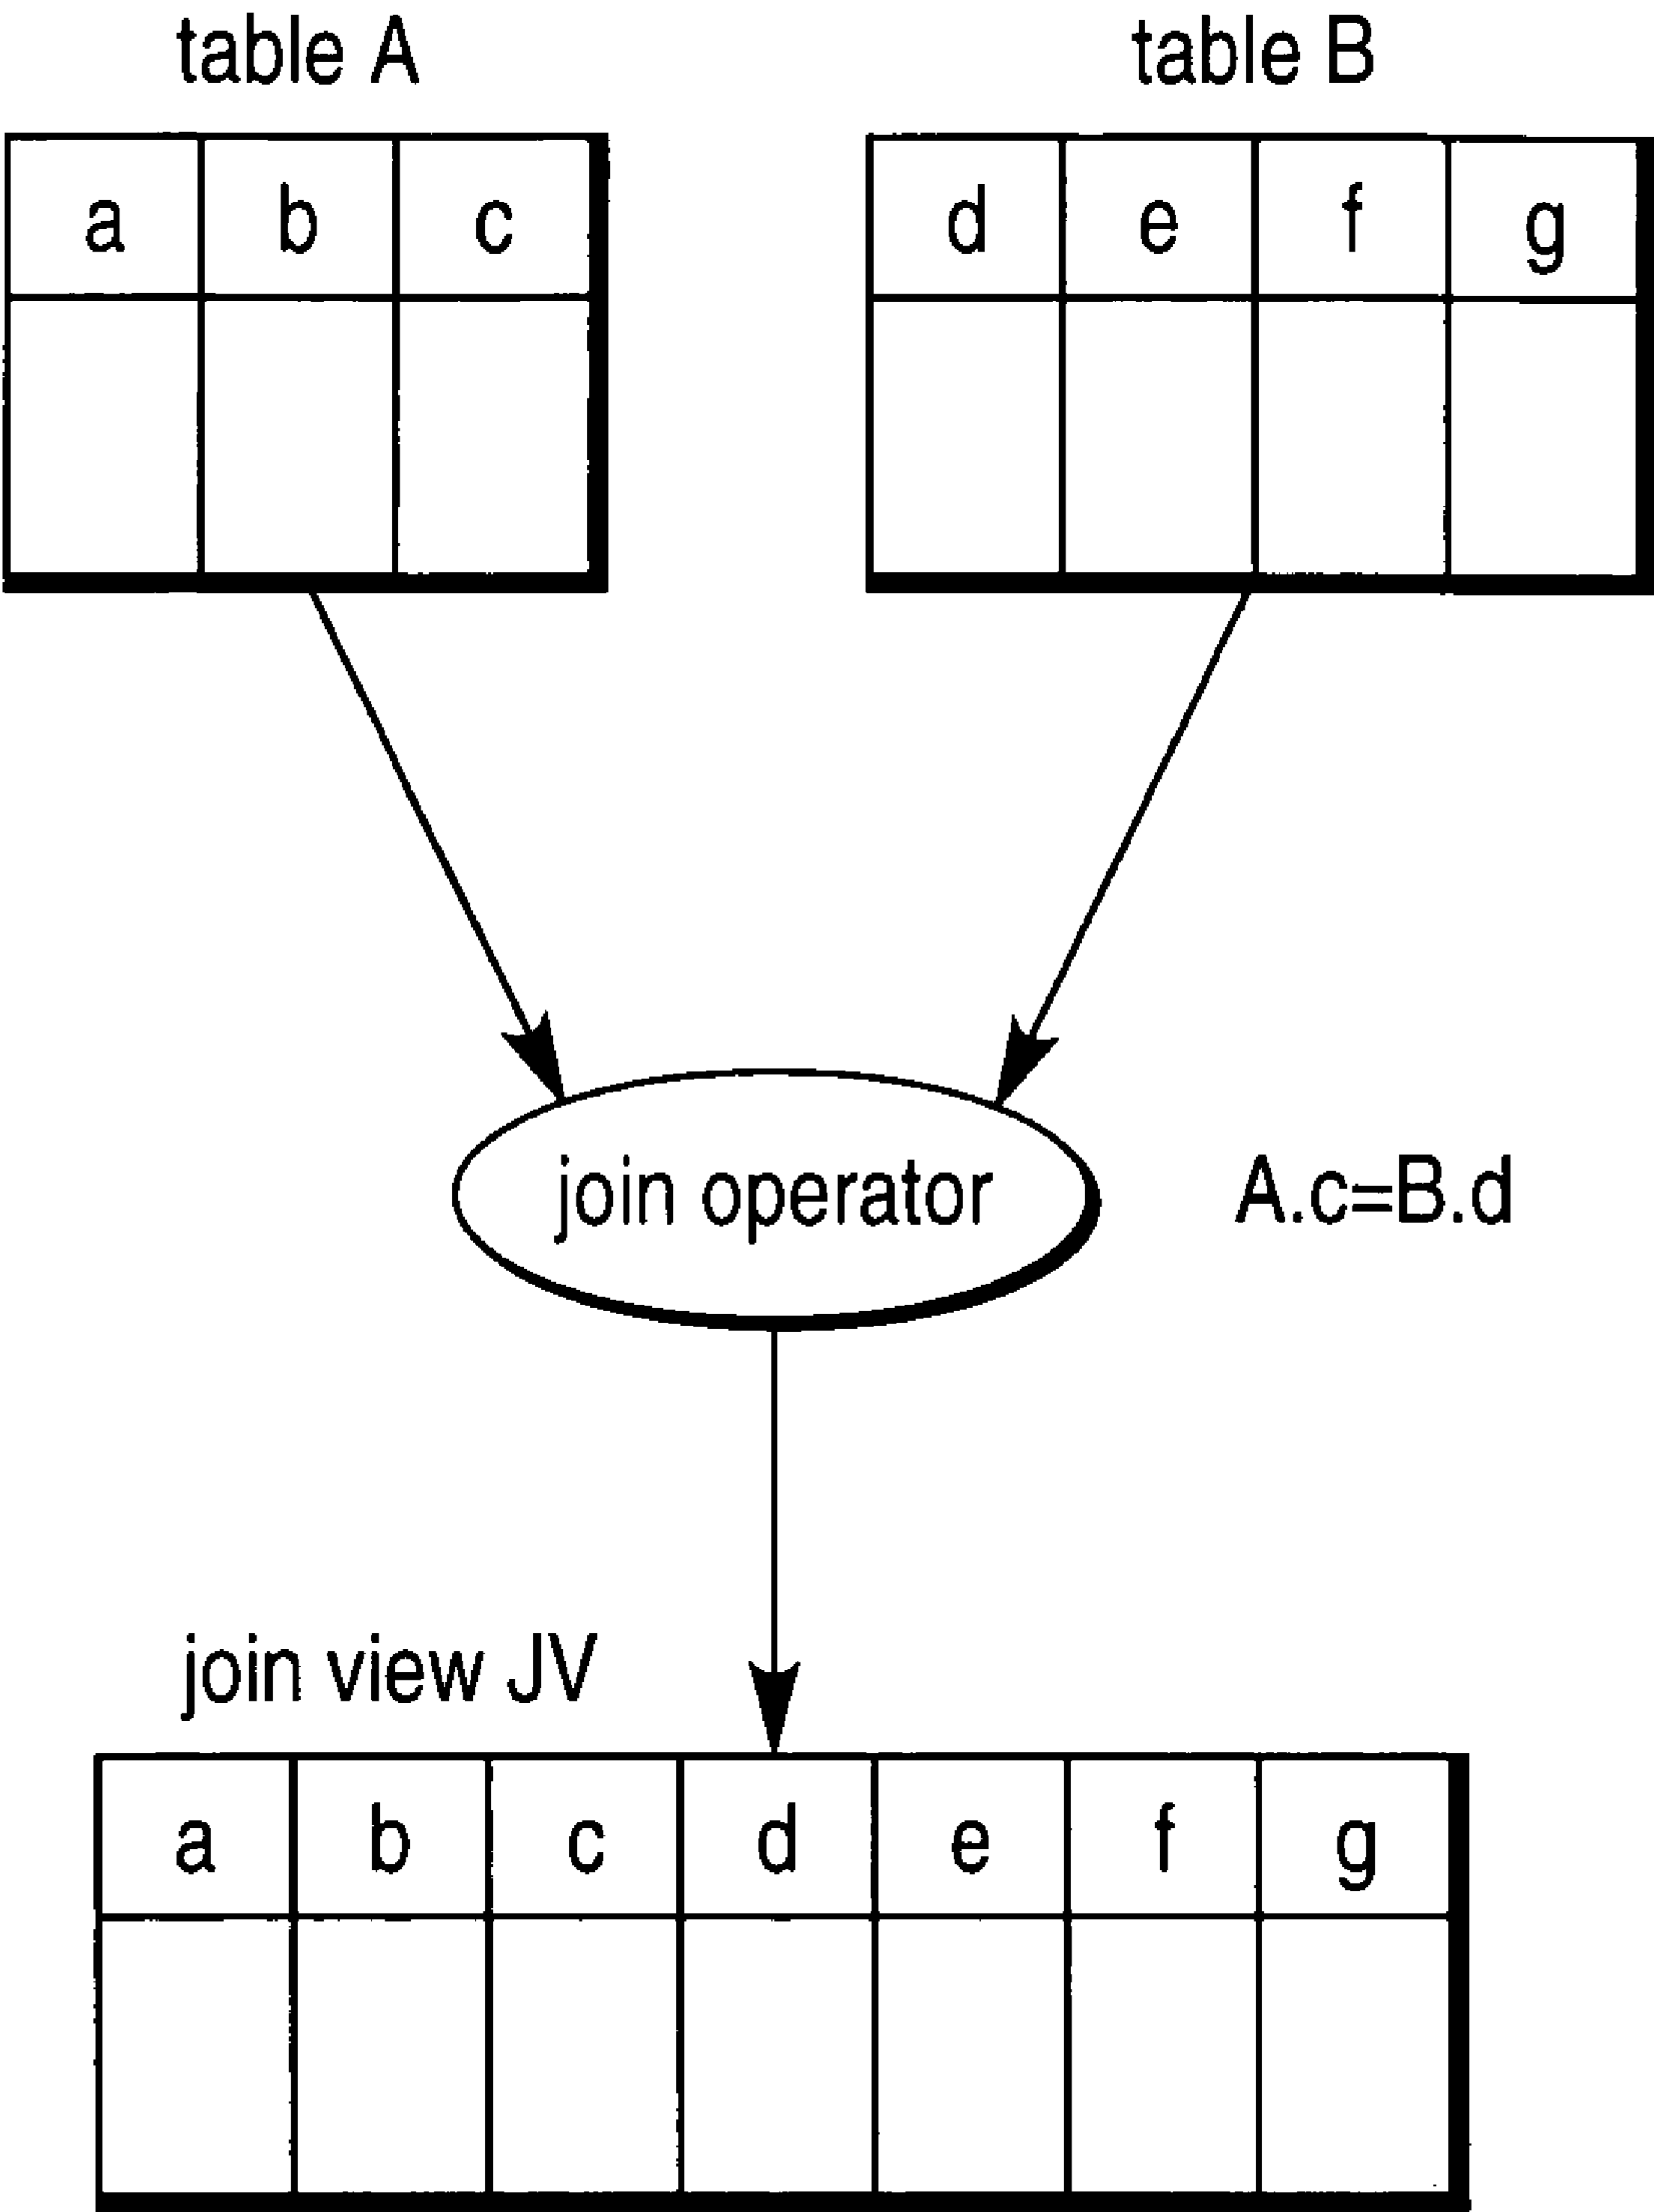 table A
table B
a b c
d e f g
join operator
A.c=B.d
join view JV
a b c d e f g